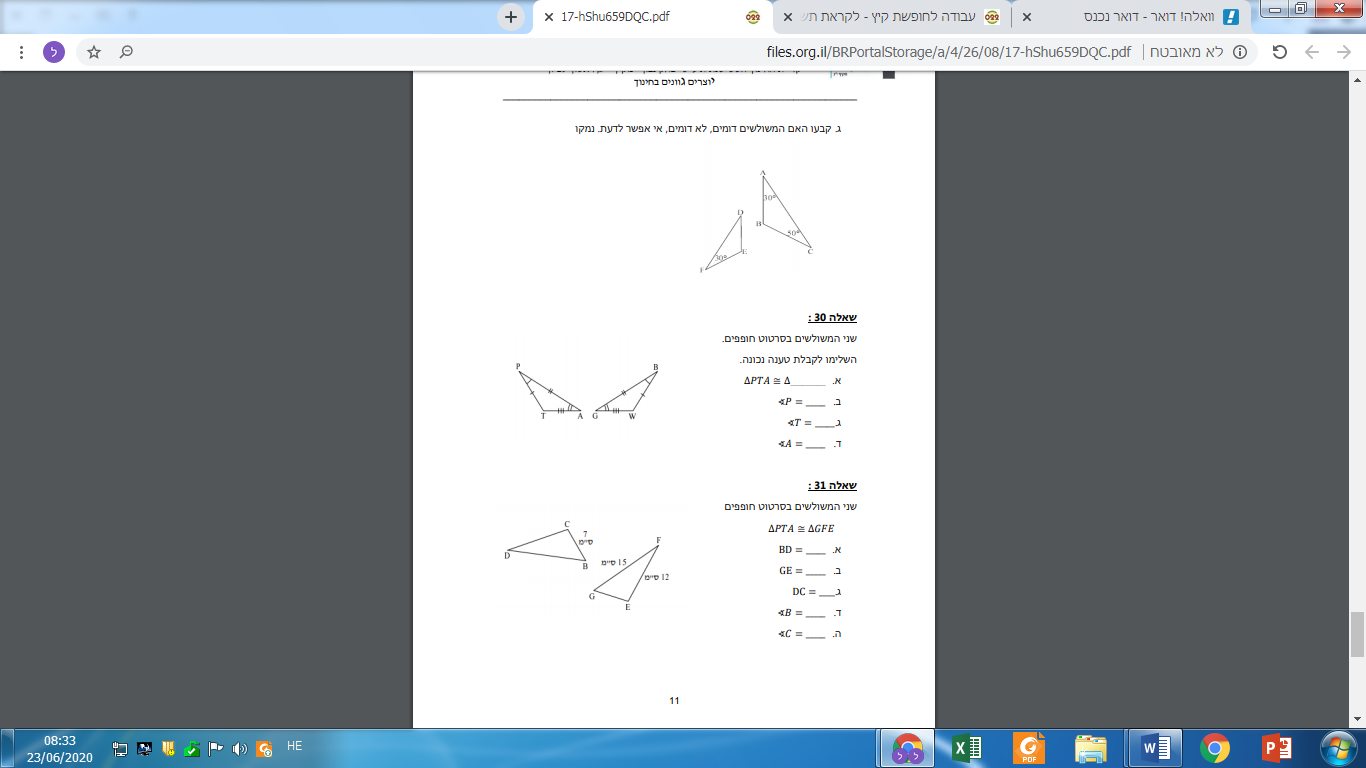 17-hShu659DQC.pdf
עבודה לחופשת קיץ - לקראת
וואלה! דואר - דואר נכנס
ל
files.org.il/BRPortalStorage/a/4/26/08/17-hShu659DQC.pdf
לא מאובטח
יוצרים גוונים בחינוך
ג. קבעו האם המשולשים דומים, לא דומים, אי אפשר לדעת. נמקו
A
30°
B
50°
C
D
E
30°
F
שאלה 30 :
שני המשולשים בסרטוט חופפים.
השלימו לקבלת טענה נכונה.
א. ΔPTA ≅ Δ______
ב. ∢P = ____
ג. ∢T = ____
ד. ∢A = ____
P
T
A
B
G
W
שאלה 31 :
שני המשולשים בסרטוט חופפים
ΔPTA ≅ ΔGFE
א. BD = ____
ב. GE = ____
ג. DC = ____
ד. ∢B = ____
ה. ∢C = ____
C
7
ס״מ
D
B
F
15 ס״מ
12 ס״מ
G
E
11
08:33
23/06/2020
HE
PDF